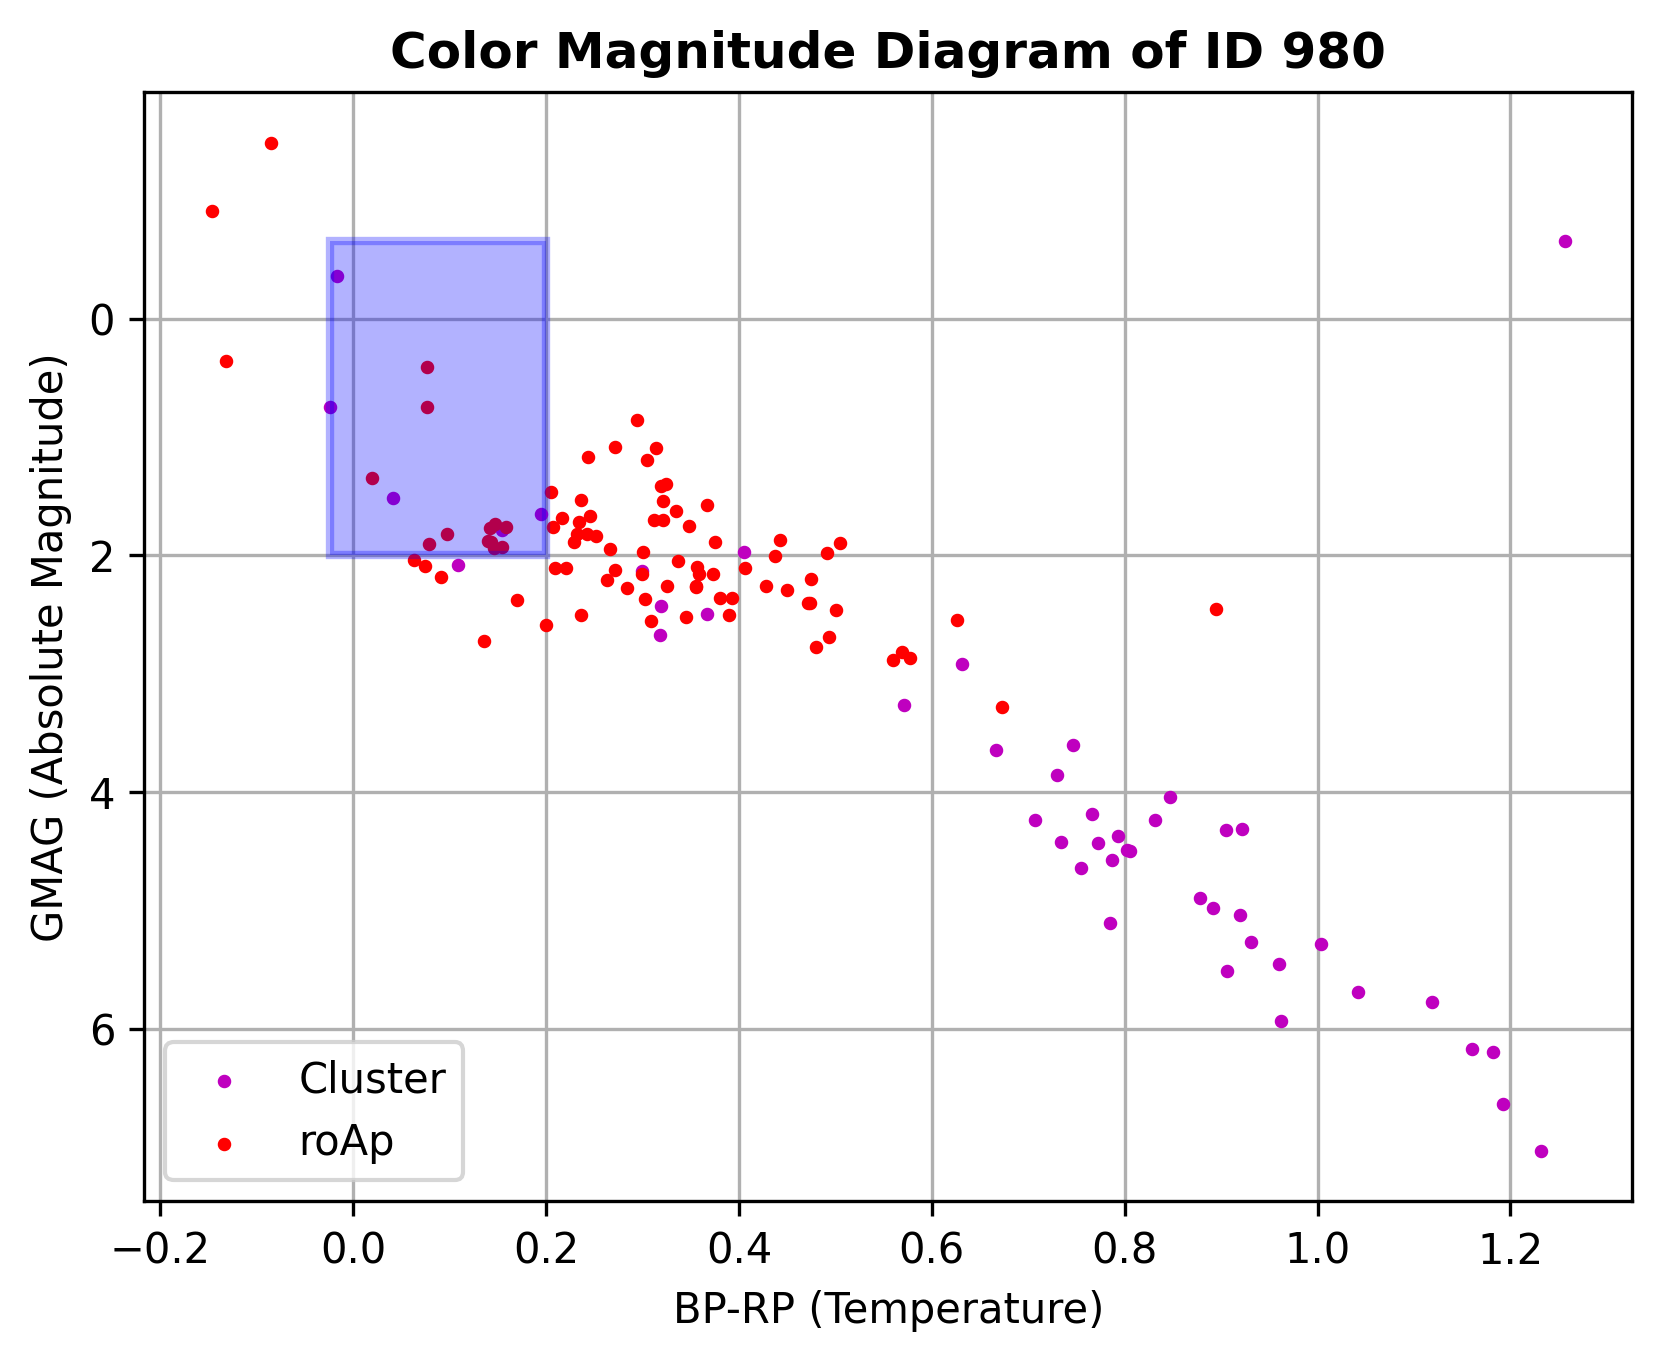 Color Magnitude Diagram of ID 980
GMAG (Absolute Magnitude)
0
2
4
6
Cluster
roAp
−0.2 0.0 0.2 0.4 0.6 0.8 1.0 1.2
BP-RP (Temperature)